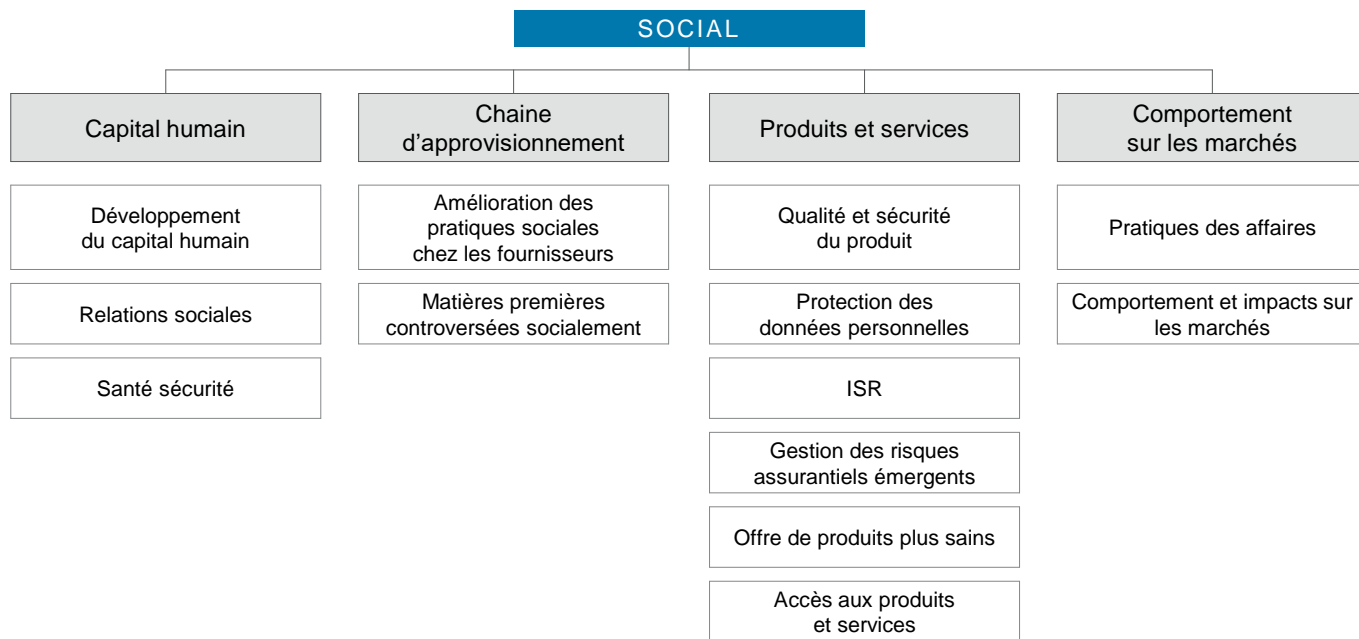 SOCIAL
Capital humain
Développement
du capital humain
Relations sociales
Santé sécurité
Chaine
d’approvisionnement
Amélioration des
pratiques sociales
chez les fournisseurs
Matières premières
controversées socialement
Produits et services
Qualité et sécurité
du produit
Protection des
données personnelles
ISR
Gestion des risques
assurantiels émergents
Offre de produits plus sains
Accès aux produits
et services
Comportement
sur les marchés
Pratiques des affaires
Comportement et impacts sur
les marchés